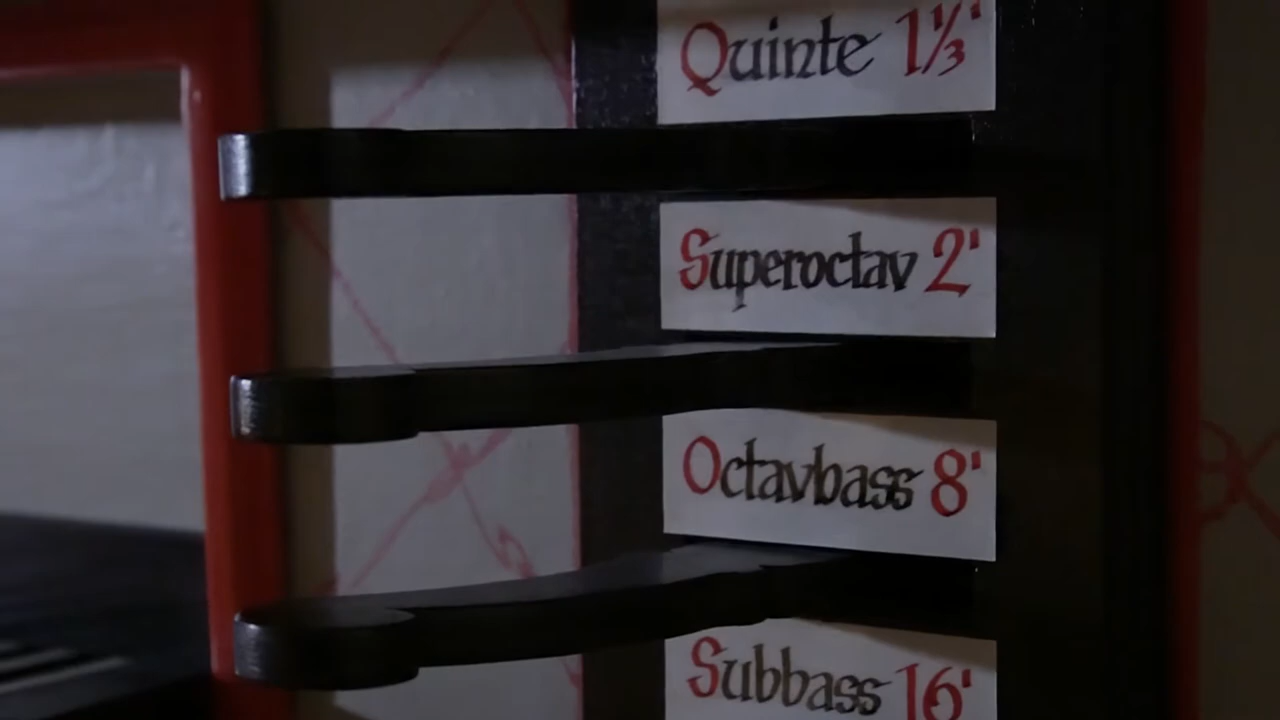 Quinte 1⅓'
Superoctav 2'
Octavbass 8'
Subbass 16'